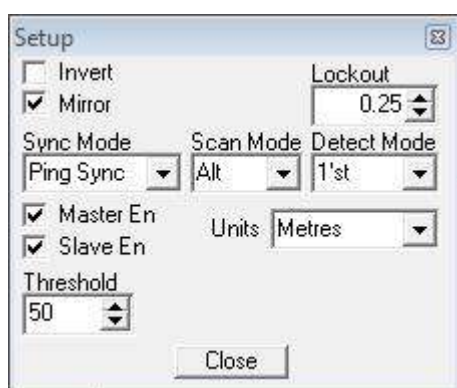 Setup
Invert
Lockout
Mirror
0.25
Sync Mode Scan Mode Detect Mode
Ping Sync Alt 1'st
Master En
Units Metres
Slave En
Threshold
50
Close